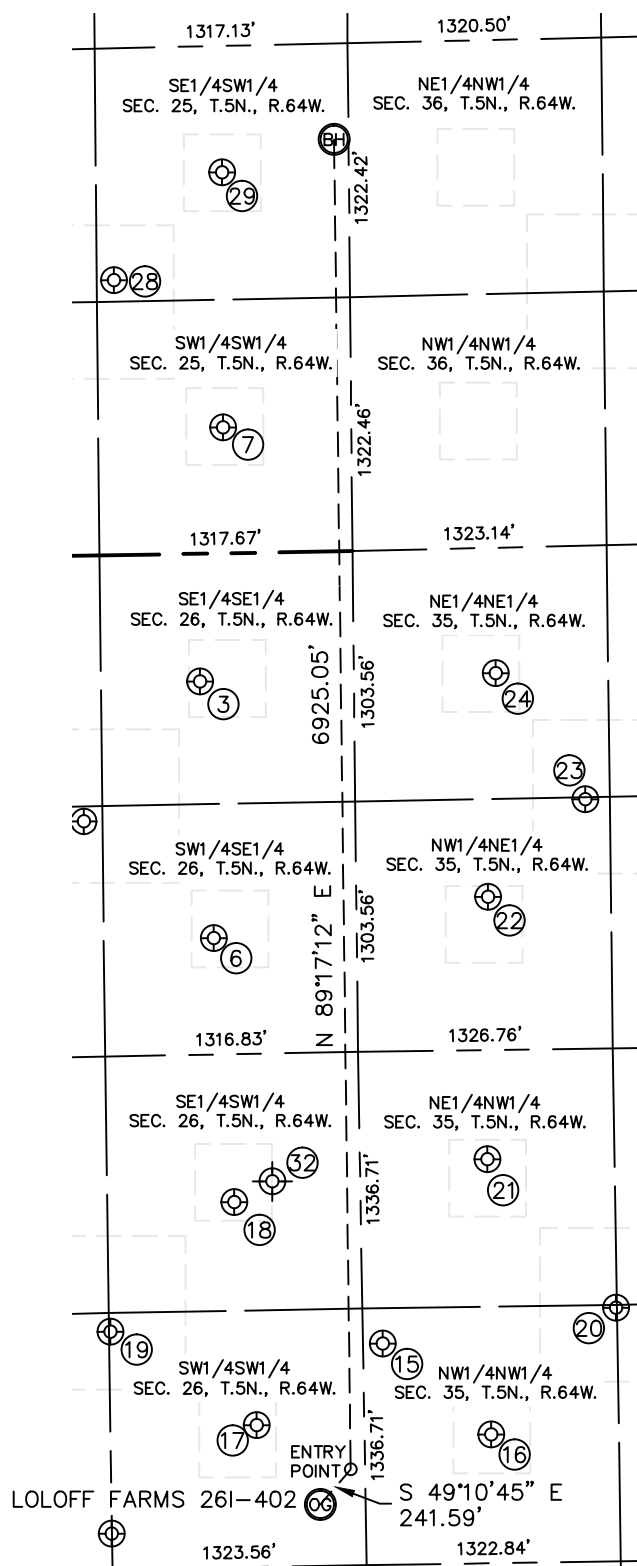 1317.13'
1320.50'
SE1/4SW1/4
SEC. 25, T.5N., R.64W.
NE1/4NW1/4
SEC. 36, T.5N., R.64W.
BH
29
1322.42'
28
SW1/4SW1/4
SEC. 25, T.5N., R.64W.
NW1/4NW1/4
SEC. 36, T.5N., R.64W.
7
1322.46'
1317.67'
1323.14'
SE1/4SE1/4
SEC. 26, T.5N., R.64W.
NE1/4NE1/4
SEC. 35, T.5N., R.64W.
3
6925.05'
1303.56'
24
23
SW1/4SE1/4
SEC. 26, T.5N., R.64W.
NW1/4NE1/4
SEC. 35, T.5N., R.64W.
6
N 89°17'12" E
1303.56'
22
1316.83'
1326.76'
SE1/4SW1/4
SEC. 26, T.5N., R.64W.
NE1/4NW1/4
SEC. 35, T.5N., R.64W.
32
18
1336.71'
21
19
20
15
SW1/4SW1/4
SEC. 26, T.5N., R.64W.
NW1/4NW1/4
SEC. 35, T.5N., R.64W.
17
16
1336.71'
ENTRY
POINT
LOLOFF FARMS 26I-402
OG
S 49°10'45" E
241.59'
1323.56'
1322.84'